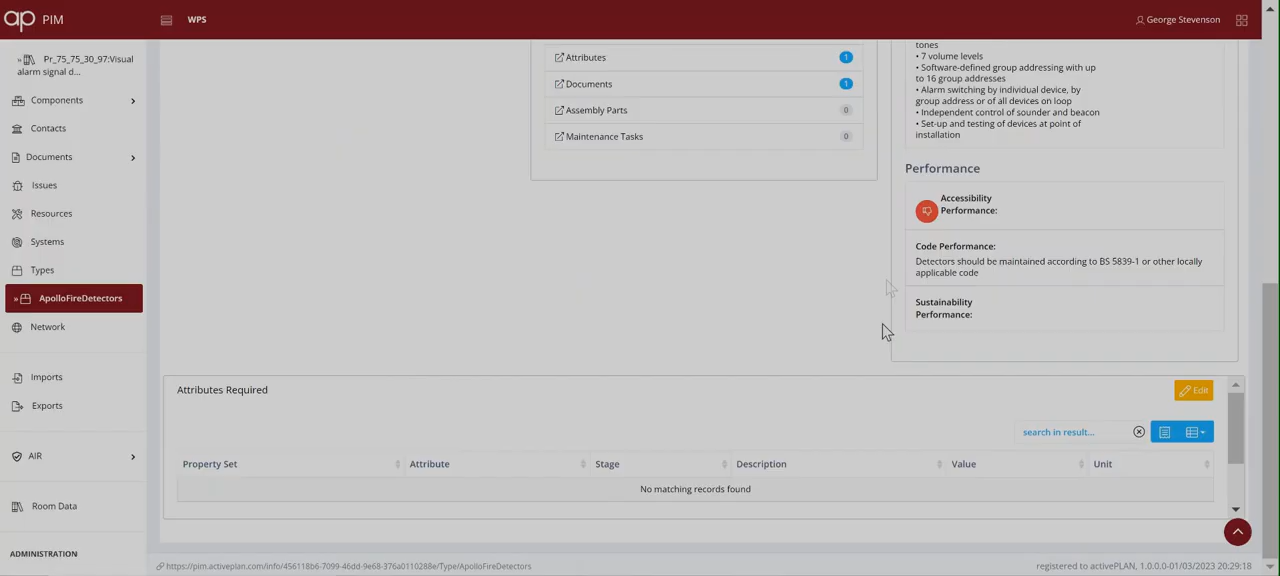 ap PIM
WPS
George Stevenson
» Pr_75_75_30_97:Visual
alarm signal d...
Components
Contacts
Documents
Issues
Resources
Systems
Types
» ApolloFireDetectors
Network
Imports
Exports
AIR
Room Data
ADMINISTRATION
Attributes 1
Documents 1
Assembly Parts 0
Maintenance Tasks 0
tones
• 7 volume levels
• Software-defined group addressing with up
to 16 group addresses
• Alarm switching by individual device, by
group address or of all devices on loop
• Independent control of sounder and beacon
• Set-up and testing of devices at point of
installation
Performance
Accessibility
Performance:
Code Performance:
Detectors should be maintained according to BS 5839-1 or other locally
applicable code
Sustainability
Performance:
Attributes Required
Edit
search in result...
Property Set Attribute Stage Description Value Unit
No matching records found
https://pim.activeplan.com/info/456118b6-7099-46dd-9e68-376a0110288e/Type/ApolloFireDetectors
registered to activePLAN, 1.0.0.0-01/03/2023 20:29:18